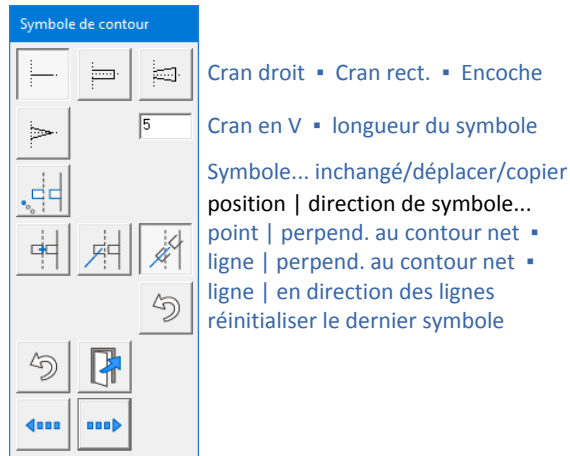 Symbole de contour
Cran droit ▪ Cran rect. ▪ Encoche
5
Cran en V ▪ longueur du symbole
Symbole... inchangé/déplacer/copier
position | direction de symbole...
point | perpend. au contour net ▪
ligne | perpend. au contour net ▪
ligne | en direction des lignes
réinitialiser le dernier symbole